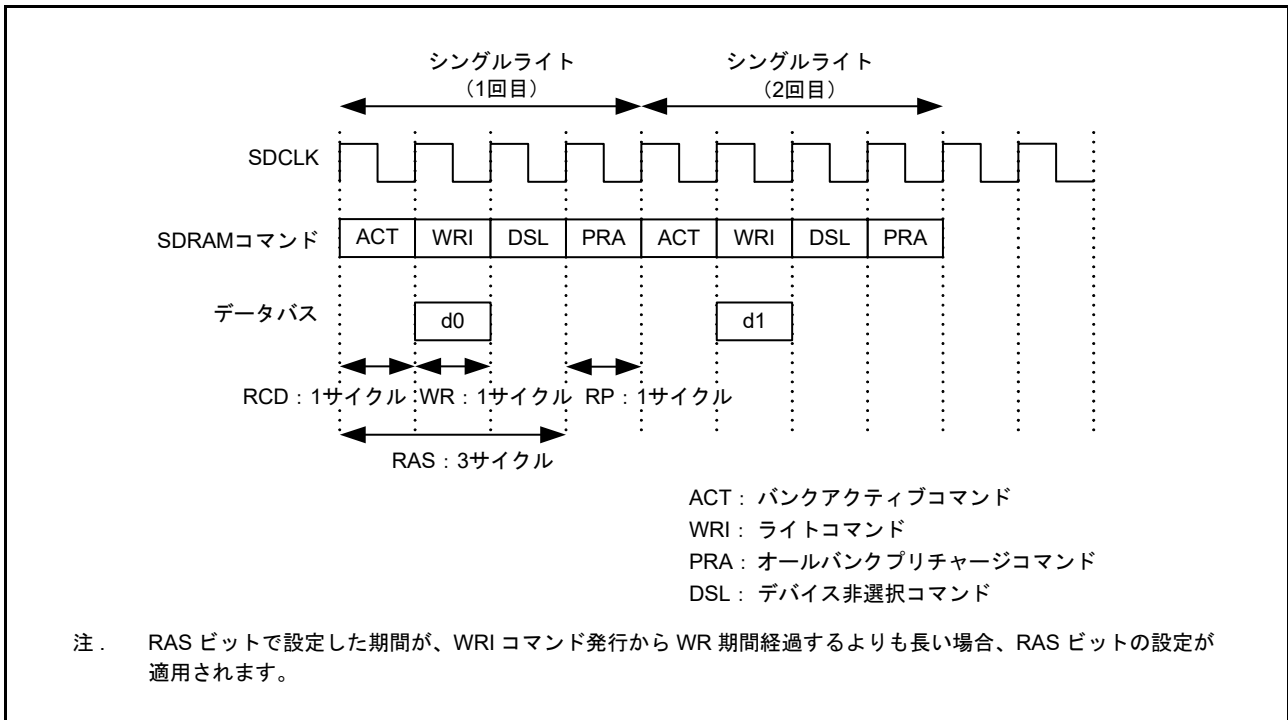 シングルライト
（1回目）
シングルライト
（2回目）
SDCLK
SDRAMコマンド
ACT WRI DSL PRA ACT WRI DSL PRA
データバス
d0 d1
RCD：1サイクル WR：1サイクル RP：1サイクル
RAS：3サイクル
ACT： バンクアクティブコマンド
WRI： ライトコマンド
PRA： オールバンクプリチャージコマンド
DSL： デバイス非選択コマンド
注． RAS ビットで設定した期間が、WRI コマンド発行から WR 期間経過するよりも長い場合、RAS ビットの設定が
適用されます。